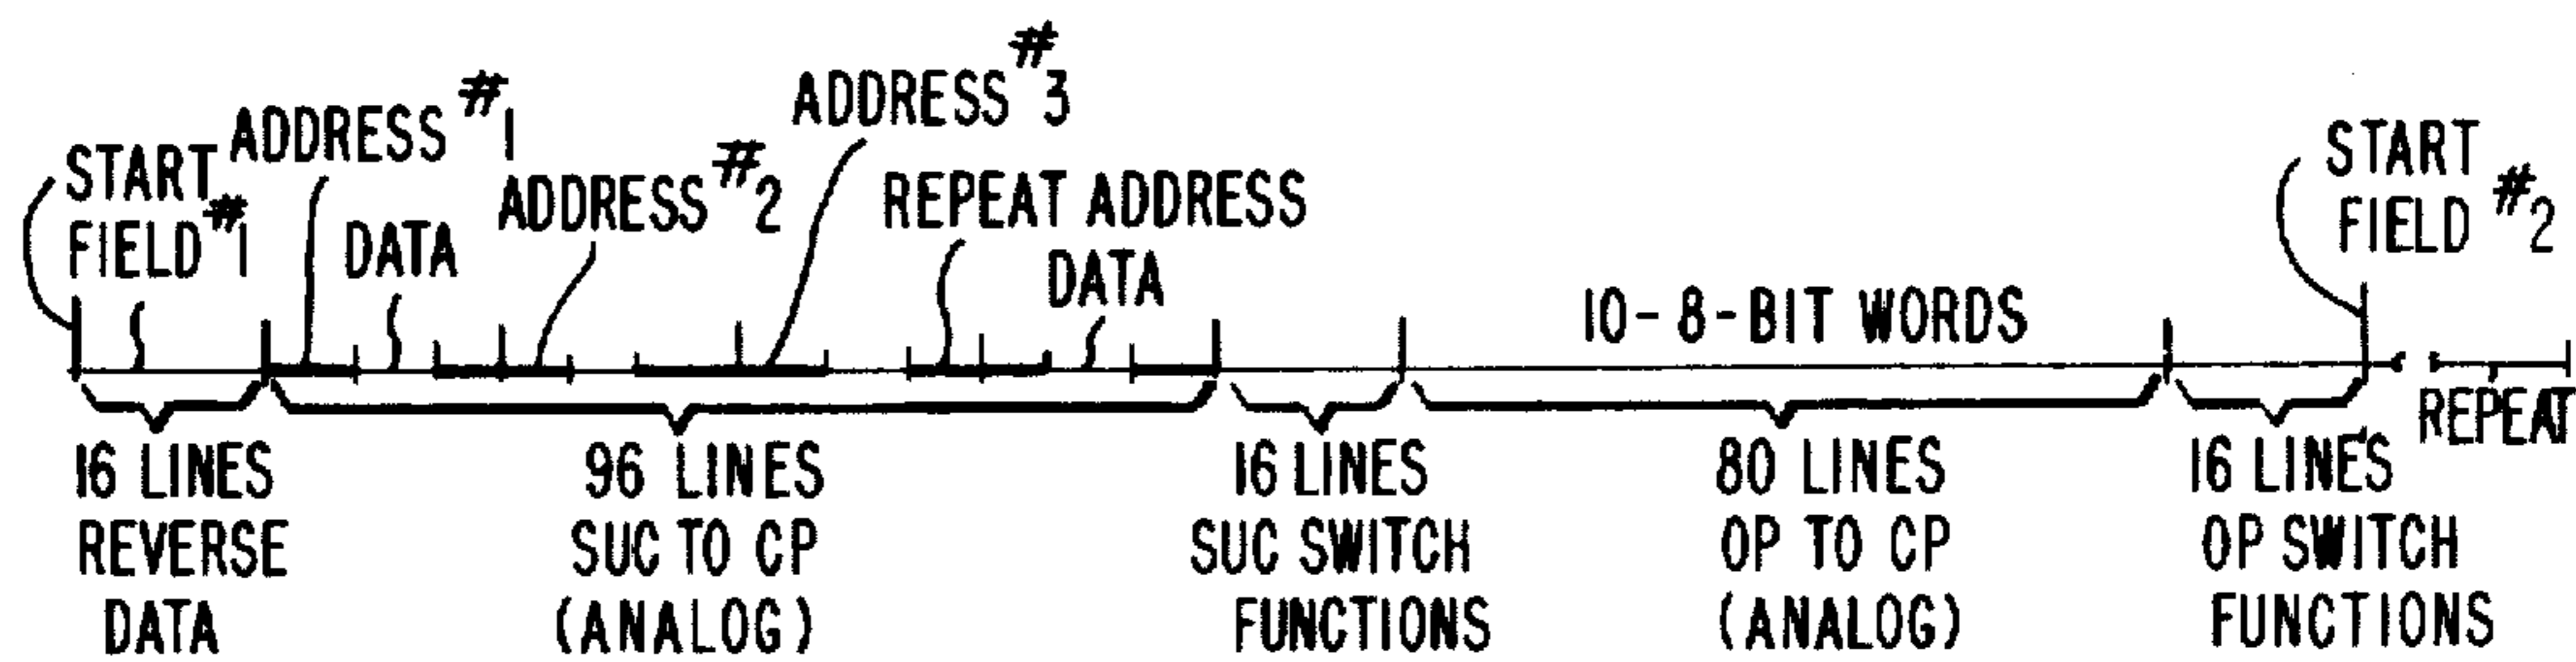 START
FIELD #1
ADDRESS #1
DATA
ADDRESS #2
ADDRESS #3
REPEAT ADDRESS
DATA
10-8-BIT WORDS
START
FIELD #2
REPEAT
16 LINES
REVERSE
DATA
96 LINES
SUC TO CP
(ANALOG)
16 LINES
SUC SWITCH
FUNCTIONS
80 LINES
OP TO CP
(ANALOG)
16 LINES
OP SWITCH
FUNCTIONS